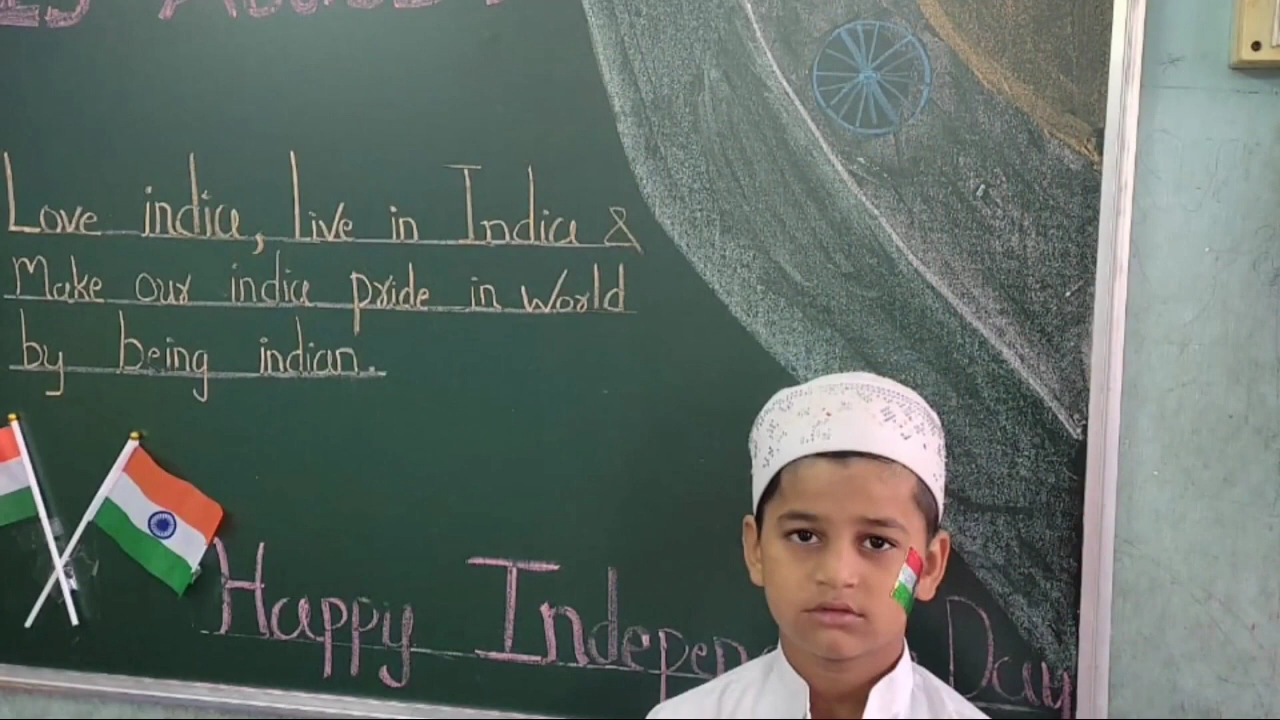 Love india, Live in India &
Make our india pride in World
by being indian.
Happy Indepen Day